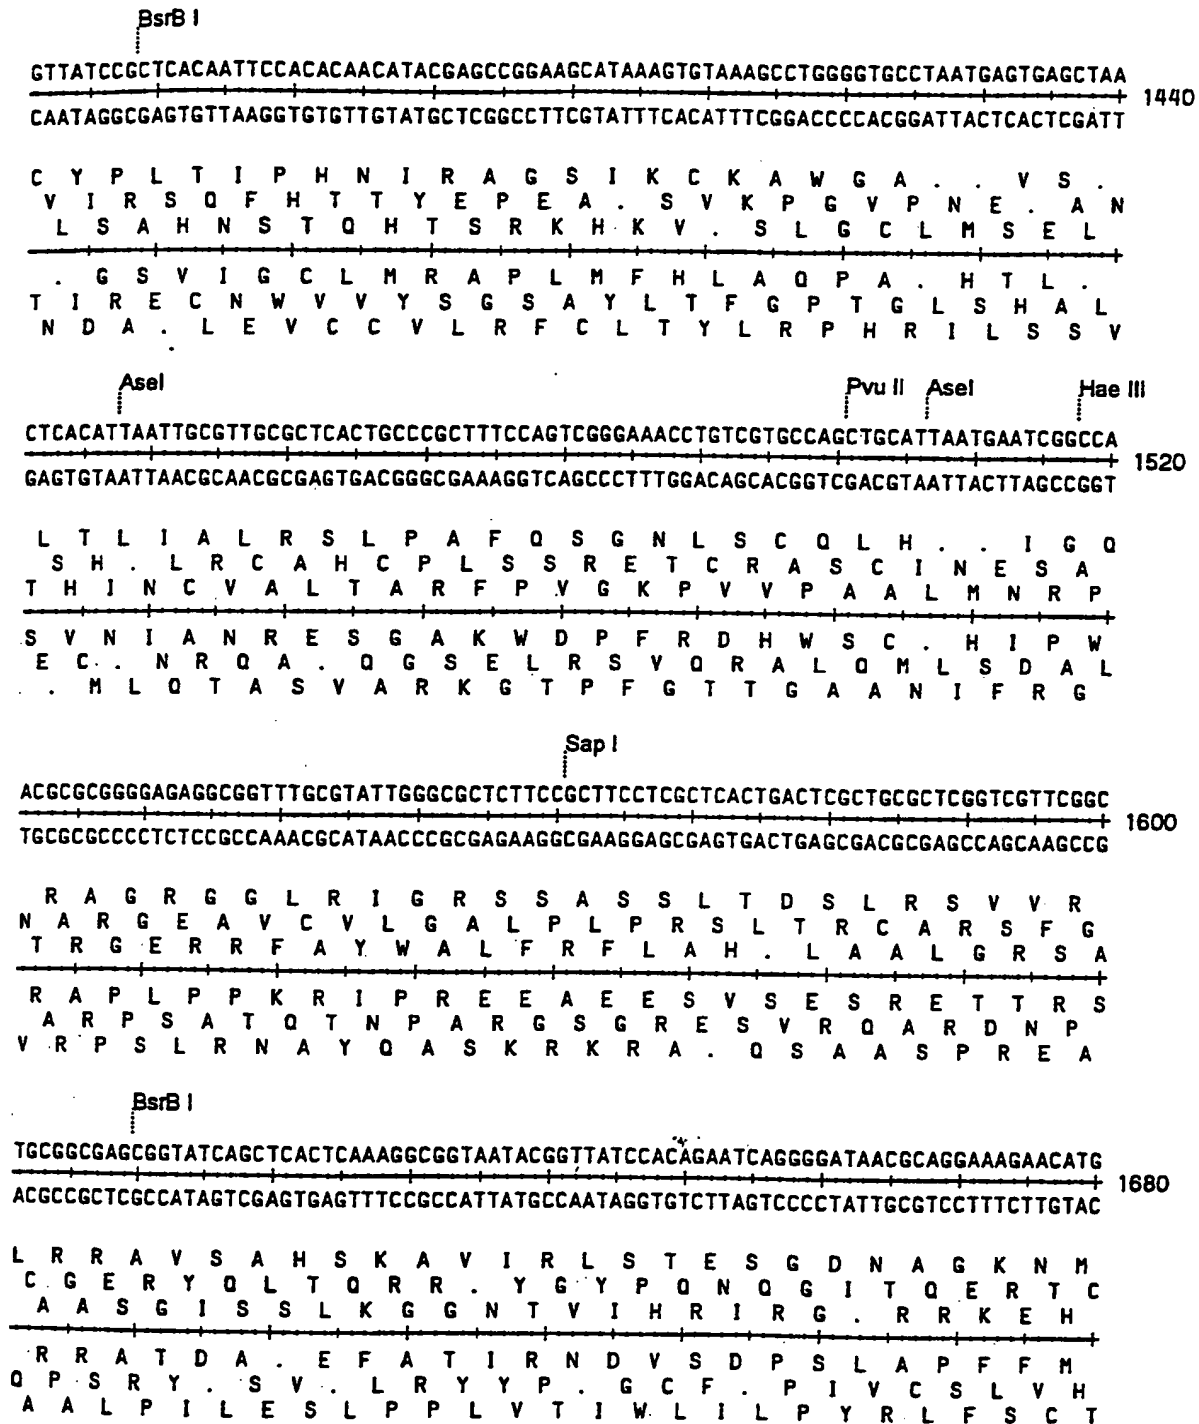 BsrB I
GTTATCCGCTCACAATTCCACACAACATACGAGCCGGAAGCATAAAGTGTAAAGCCTGGGGTGCCTAATGAGTGAGCTAA
1440
CAATAGGCGAGTGTTAAGGTGTGTTGTATGCTCGGCCTTCGTATTTCACATTTCGGACCCCACGGATTACTCACTCGATT
C Y P L T I P H N I R A G S I K C K A W G A . . V S .
V I R S Q F H T T Y E P E A . S V K P G V P N E . A N
L S A H N S T Q H T S R K H K V . S L G C L M S E L
. G S V I G C L M R A P L M F H L A Q P A . H T L .
T I R E C N W V V Y S G S A Y L T F G P T G L S H A L
N D A . L E V C C V L R F C L T Y L R P H R I L S S V
AseI Pvu II AseI Hae III
CTCACATTAATTGCGTTGCGCTCACTGCCCGCTTTCCAGTCGGGAAACCTGTCGTGCCAGCTGCATTAATGAATCGGCCA
1520
GAGTGTAATTAACGCAACGCGAGTGACGGGCGAAAGGTCAGCCCTTTGGACAGCACGGTCGACGTAATTACTTAGCCGGT
L T L I A L R S L P A F Q S G N L S C Q L H . . I G Q
S H . L R C A H C P L S S R E T C R A S C I N E S A
T H I N C V A L T A R F P V G K P V V P A A L M N R P
S V N I A N R E S G A K W D P F R D H W S C . H I P W
E C . N R Q A . Q G S E L R S V Q R A L Q M L S D A L
. M L Q T A S V A R K G T P F G T T G A A N I F R G
Sap I
ACGCGCGGGGAGAGGCGGTTTGCGTATTGGGCGCTCTTCCGCTTCCTCGCTCACTGACTCGCTGCGCTCGGTCGTTCGGC
1600
TGCGCGCCCCTCTCCGCCAAACGCATAACCCGCGAGAAGGCGAAGGAGCGAGTGACTGAGCGACGCGAGCCAGCAAGCCG
R A G R G G L R I G R S S A S S L T D S L R S V V R
N A R G E A V C V L G A L P L P R S L T R C A R S F G
T R G E R R F A Y W A L F R F L A H . L A A L G R S A
R A P L P P K R I P R E E A E E S V S E S R E T T R S
A R P S A T Q T N P A R G S G R E S V R Q A R D N P
V R P S L R N A Y Q A S K R K R A . Q S A A S P R E A
BsrB I
TGCGGCGAGCGGTATCAGCTCACTCAAAGGCGGTAATACGGTTATCCACAGAATCAGGGGATAACGCAGGAAAGAACATG
1680
ACGCCGCTCGCCATAGTCGAGTGAGTTTCCGCCATTATGCCAATAGGTGTCTTAGTCCCCTATTGCGTCCTTTCTTGTAC
L R R A V S A H S K A V I R L S T E S G D N A G K N M
C G E R Y Q L T Q R R . Y G Y P Q N Q G I T Q E R T C
A A S G I S S L K G G N T V I H R I R G . R R K E H
R R A T D A . E F A T I R N D V S D P S L A P F F M
Q P S R Y . S V . L R Y Y P . G C F . P I V C S L V H
A A L P I L E S L P P L V T I W L I L P Y R L F S C T